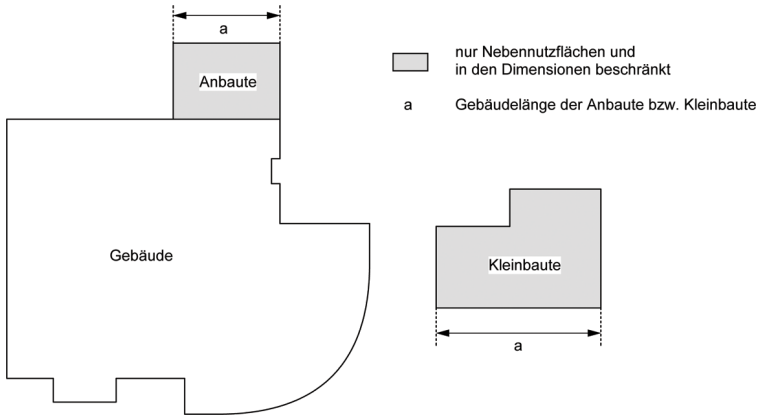 a
Anbaute
nur Nebennutzflächen und
in den Dimensionen beschränkt
a Gebäudelänge der Anbaute bzw. Kleinbaute
Gebäude
Kleinbaute
a